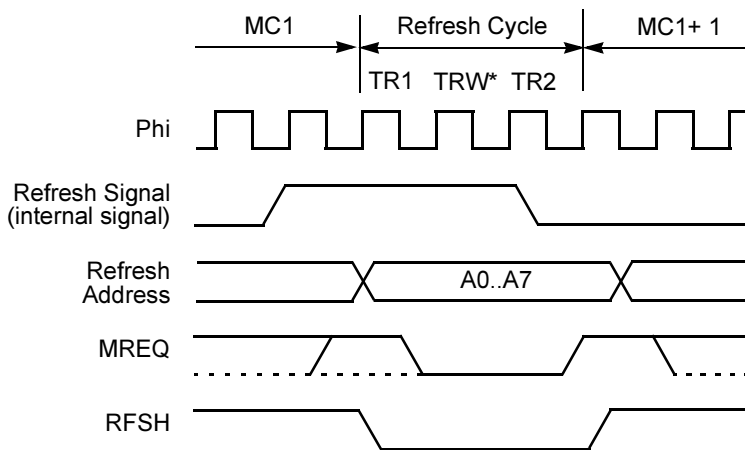 MC1 Refresh Cycle MC1+ 1
TR1 TRW* TR2
Phi
Refresh Signal
(internal signal)
Refresh
Address
A0..A7
MREQ
RFSH